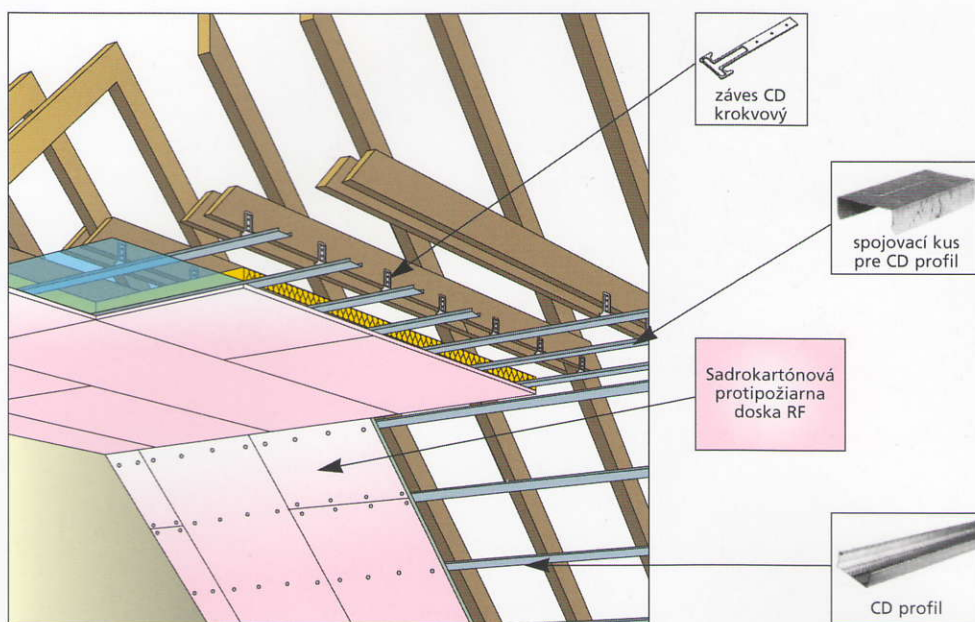 záves CD
krokvový
spojovací kus
pre CD profil
Sadrokartónová
protipožiarna
doska RF
CD profil